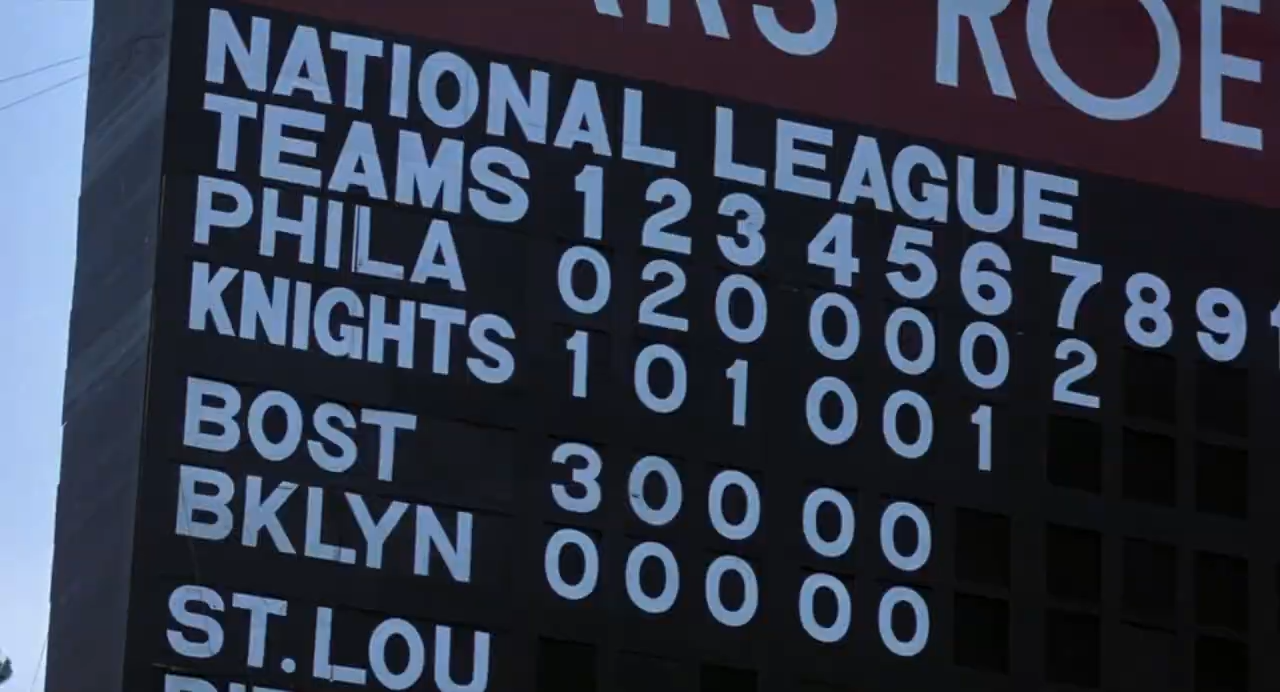 ROE
NATIONAL LEAGUE
TEAMS 1 2 3 4 5 6 7 8 9
PHILA 0 2 0 0 0 0 2
KNIGHTS 1 0 1 0 0 1
BOST 3 0 0 0 0
BKLYN 0 0 0 0 0
ST.LOU